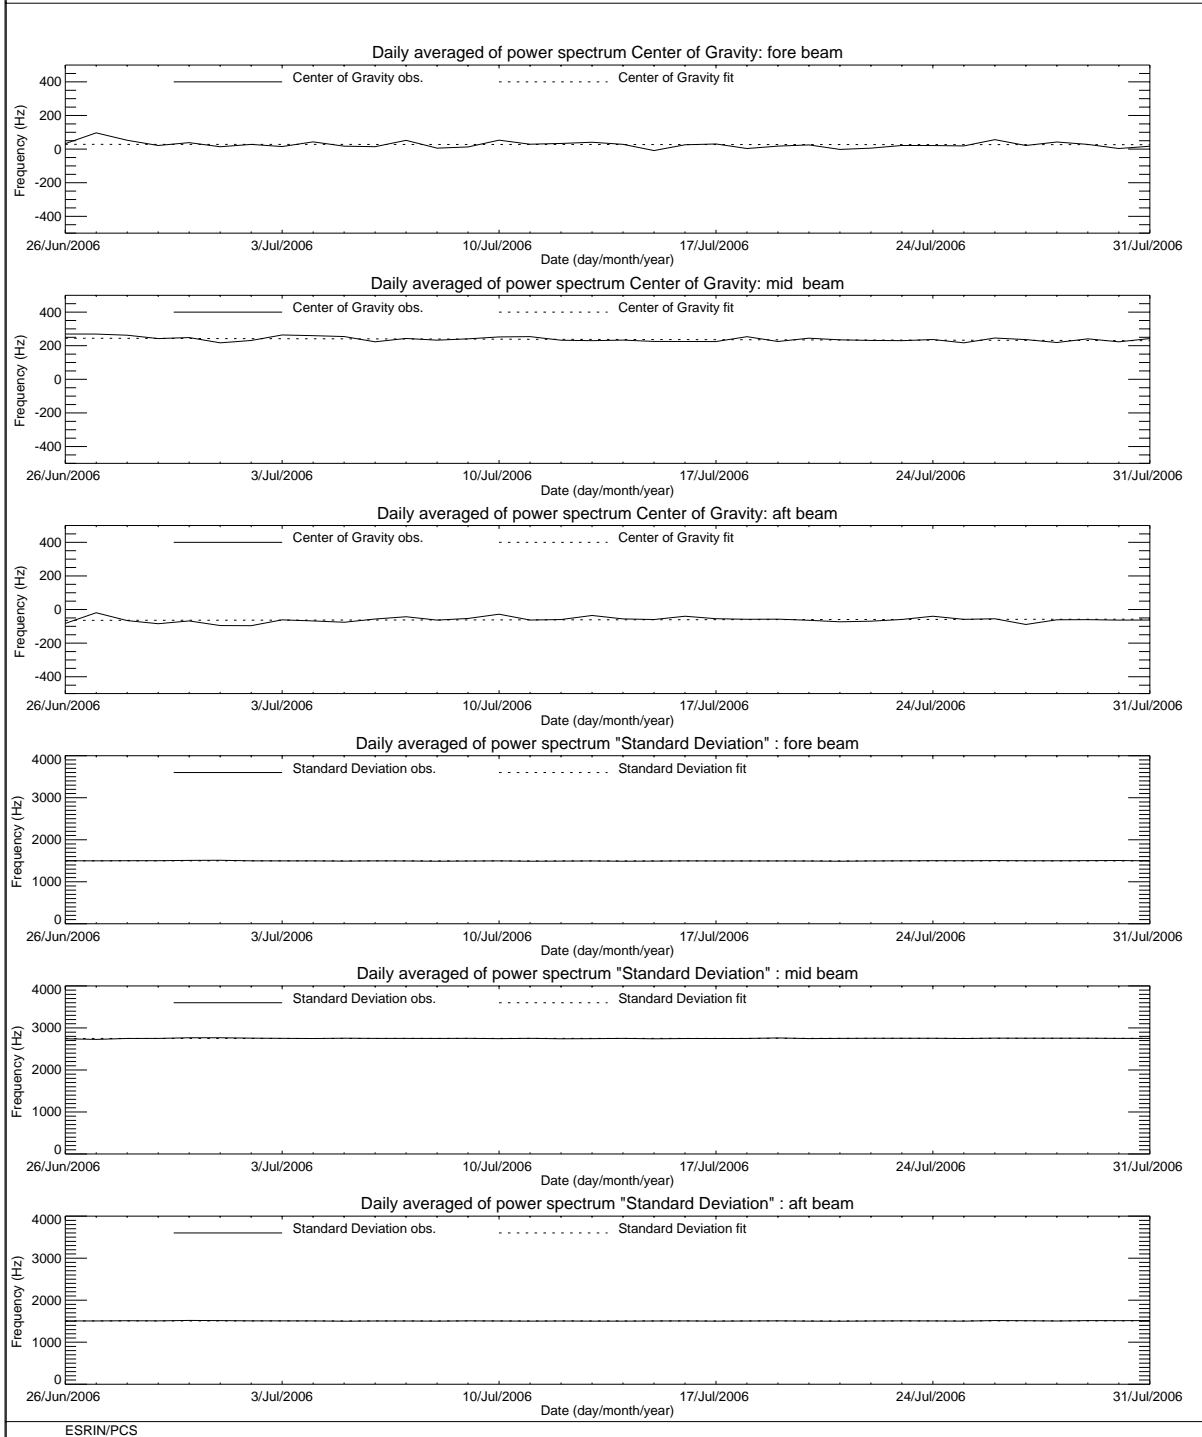 Daily averaged of power spectrum Center of Gravity: fore beam
Center of Gravity obs. Center of Gravity fit
400
200
0
-200
-400
Frequency (Hz)
26/Jun/2006 3/Jul/2006 10/Jul/2006 17/Jul/2006 24/Jul/2006 31/Jul/2006
Date (day/month/year)
Daily averaged of power spectrum Center of Gravity: mid  beam
Center of Gravity obs. Center of Gravity fit
400
200
0
-200
-400
Frequency (Hz)
26/Jun/2006 3/Jul/2006 10/Jul/2006 17/Jul/2006 24/Jul/2006 31/Jul/2006
Date (day/month/year)
Daily averaged of power spectrum Center of Gravity: aft beam
Center of Gravity obs. Center of Gravity fit
400
200
0
-200
-400
Frequency (Hz)
26/Jun/2006 3/Jul/2006 10/Jul/2006 17/Jul/2006 24/Jul/2006 31/Jul/2006
Date (day/month/year)
Daily averaged of power spectrum "Standard Deviation" : fore beam
Standard Deviation obs. Standard Deviation fit
4000
3000
2000
1000
0
Frequency (Hz)
26/Jun/2006 3/Jul/2006 10/Jul/2006 17/Jul/2006 24/Jul/2006 31/Jul/2006
Date (day/month/year)
Daily averaged of power spectrum "Standard Deviation" : mid beam
Standard Deviation obs. Standard Deviation fit
4000
3000
2000
1000
0
Frequency (Hz)
26/Jun/2006 3/Jul/2006 10/Jul/2006 17/Jul/2006 24/Jul/2006 31/Jul/2006
Date (day/month/year)
Daily averaged of power spectrum "Standard Deviation" : aft beam
Standard Deviation obs. Standard Deviation fit
4000
3000
2000
1000
0
Frequency (Hz)
26/Jun/2006 3/Jul/2006 10/Jul/2006 17/Jul/2006 24/Jul/2006 31/Jul/2006
Date (day/month/year)
ESRIN/PCS